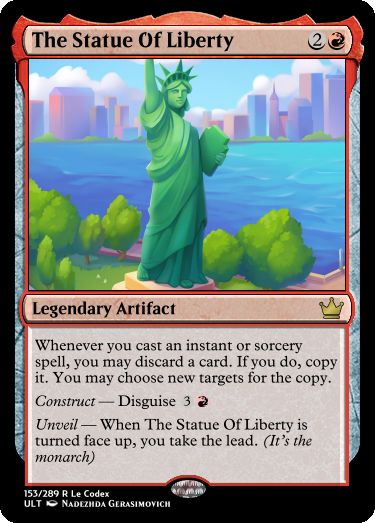 The Statue Of Liberty 2
Legendary Artifact
Whenever you cast an instant or sorcery
spell, you may discard a card. If you do, copy
it. You may choose new targets for the copy.
Construct — Disguise 3
Unveil — When The Statue Of Liberty is
turned face up, you take the lead. (It's the
monarch)
153/289 R Le Codex
ULT Nadezhda Gerasimovich